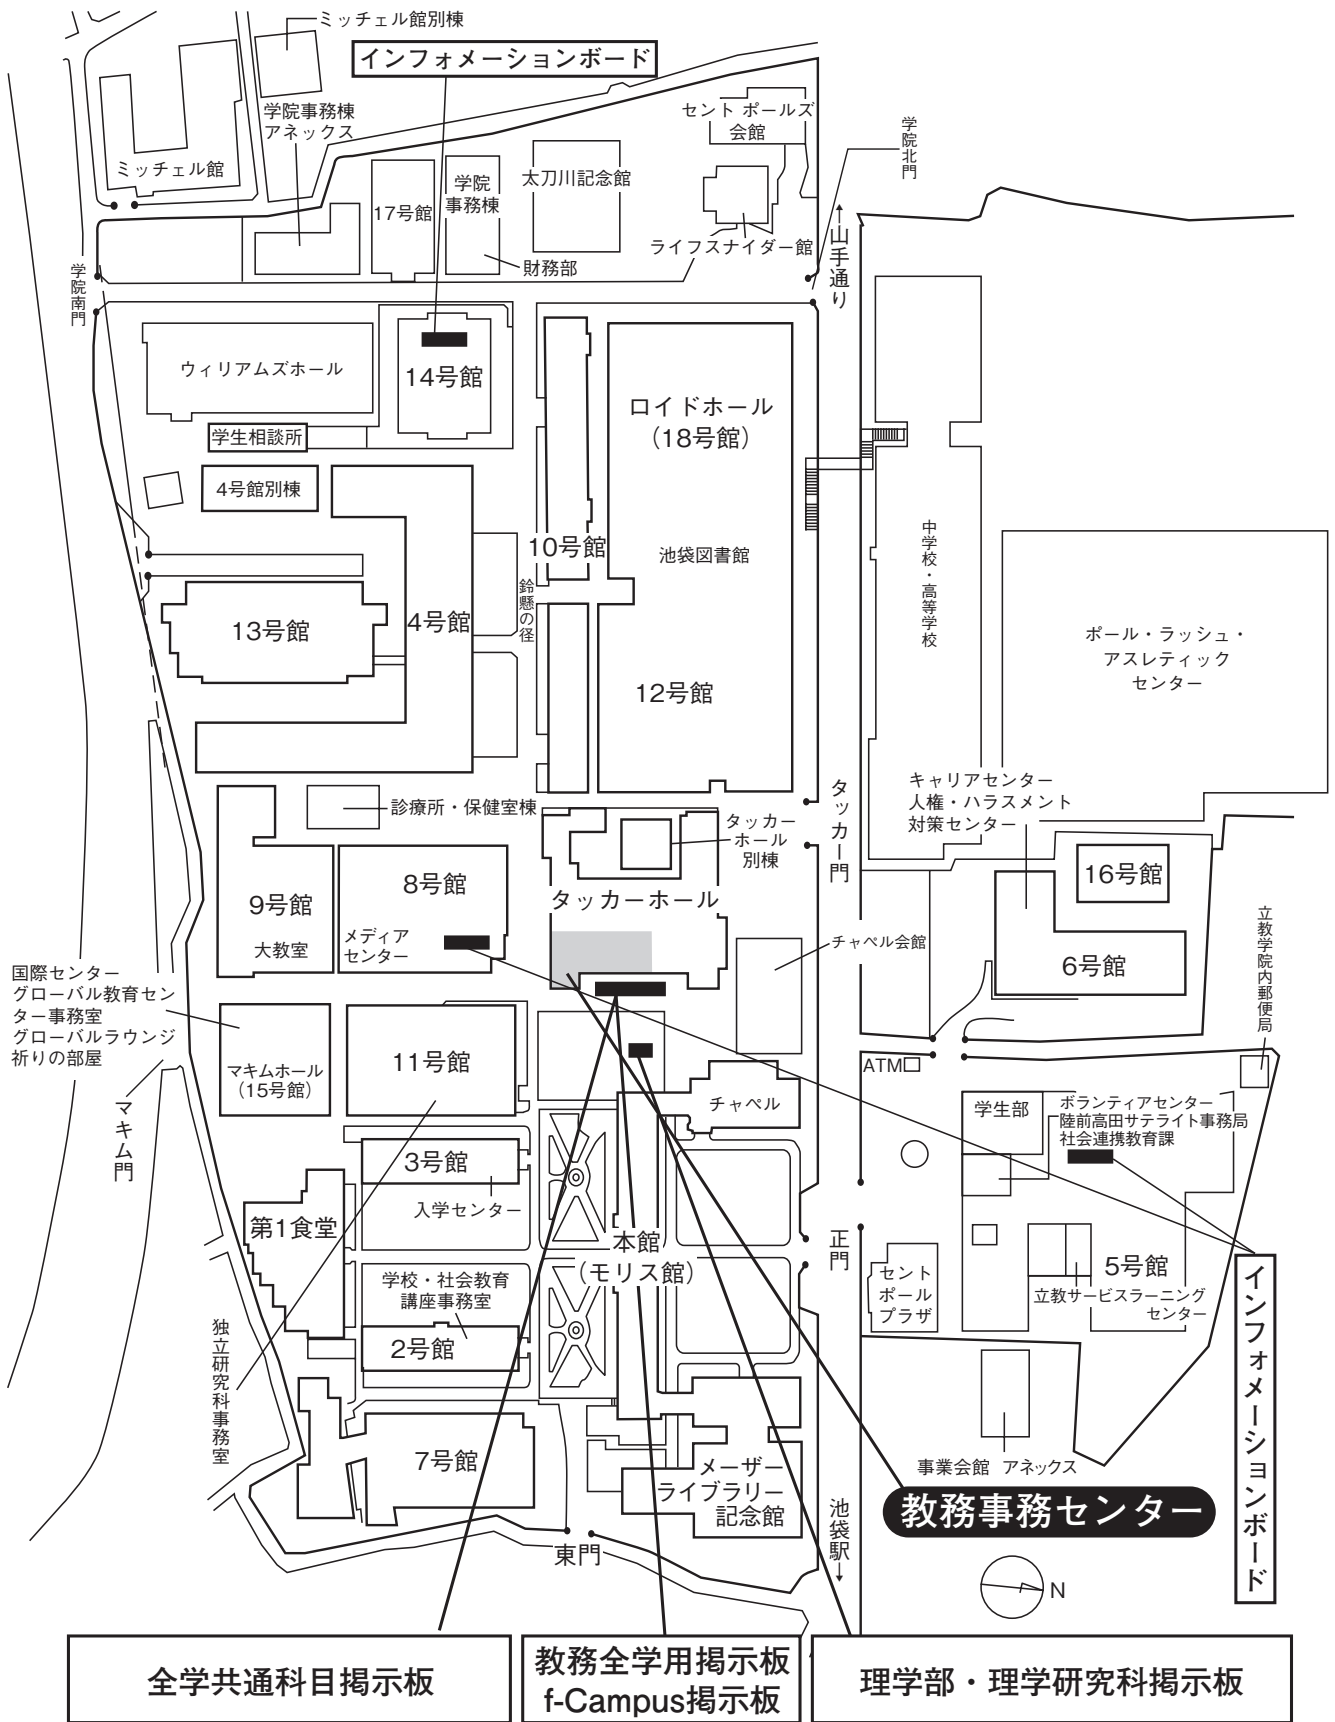 ミッチェル館別棟
インフォメーションボード
学院事務棟
アネックス
ミッチェル館
セント ポールズ
会館
学院北門
17号館
学院
事務棟
太刀川記念館
ライフスナイダー館
財務部
←山手通り
学院南門
ウィリアムズホール
14号館
ロイドホール
（18号館）
学生相談所
4号館別棟
10号館
池袋図書館
中学校・高等学校
鈴懸の径
13号館
4号館
12号館
ポール・ラッシュ・
アスレティック
センター
キャリアセンター
人権・ハラスメント
対策センター
診療所・保健室棟
タッカー
ホール
別棟
タッカー門
8号館
9号館
大教室
メディア
センター
タッカーホール
16号館
チャペル会館
6号館
立教学院内郵便局
国際センター
グローバル教育セン
ター事務室
グローバルラウンジ
祈りの部屋
マキムホール
（15号館）
11号館
マキム門
チャペル
ATM
学生部
ボランティアセンター
陸前高田サテライト事務局
社会連携教育課
3号館
入学センター
第1食堂
本館
（モリス館）
正門
セント
ポール
プラザ
5号館
立教サービスラーニング
センター
インフォメーションボード
学校・社会教育
講座事務室
2号館
独立研究科事務室
7号館
メーザー
ライブラリー
記念館
事業会館 アネックス
教務事務センター
池袋駅→
東門
N
全学共通科目掲示板
教務全学用掲示板
f-Campus掲示板
理学部・理学研究科掲示板